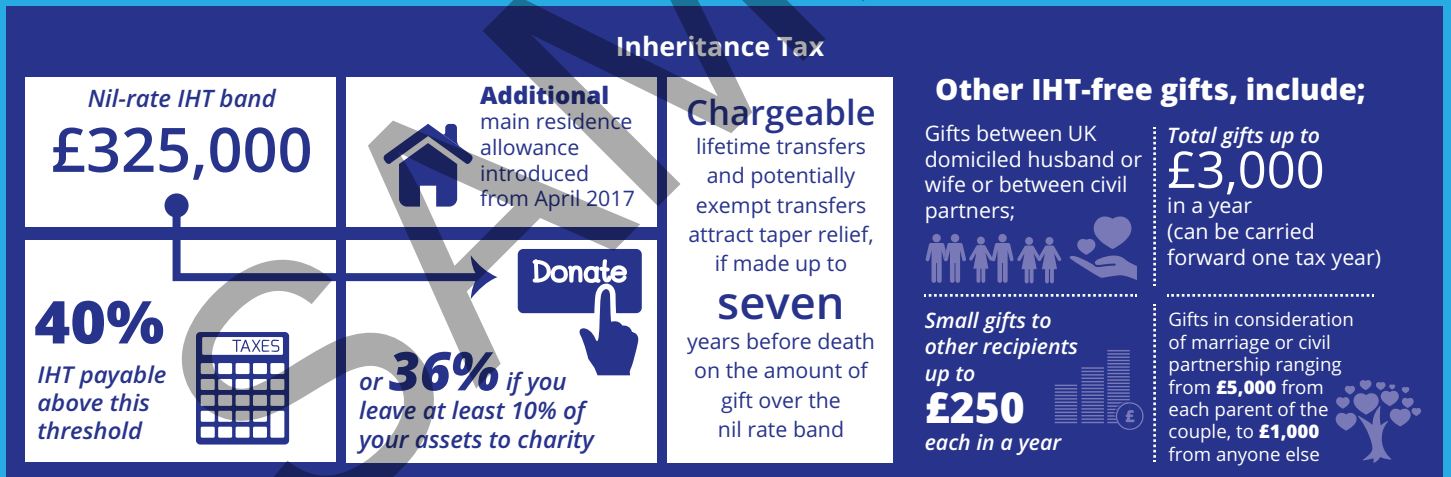 Inheritance Tax
Nil-rate IHT band
£325,000
40%
IHT payable
above this
threshold
TAXES
Additional
main residence
allowance
introduced
from April 2017
Donate
or 36% if you
leave at least 10% of
your assets to charity
Chargeable
lifetime transfers
and potentially
exempt transfers
attract taper relief,
if made up to
seven
years before death
on the amount of
gift over the
nil rate band
Other IHT-free gifts, include;
Gifts between UK
domiciled husband or
wife or between civil
partners;
Total gifts up to
£3,000
in a year
(can be carried
forward one tax year)
Small gifts to
other recipients
up to
£250
each in a year
£
Gifts in consideration
of marriage or civil
partnership ranging
from £5,000 from
each parent of the
couple, to £1,000
from anyone else
SAM